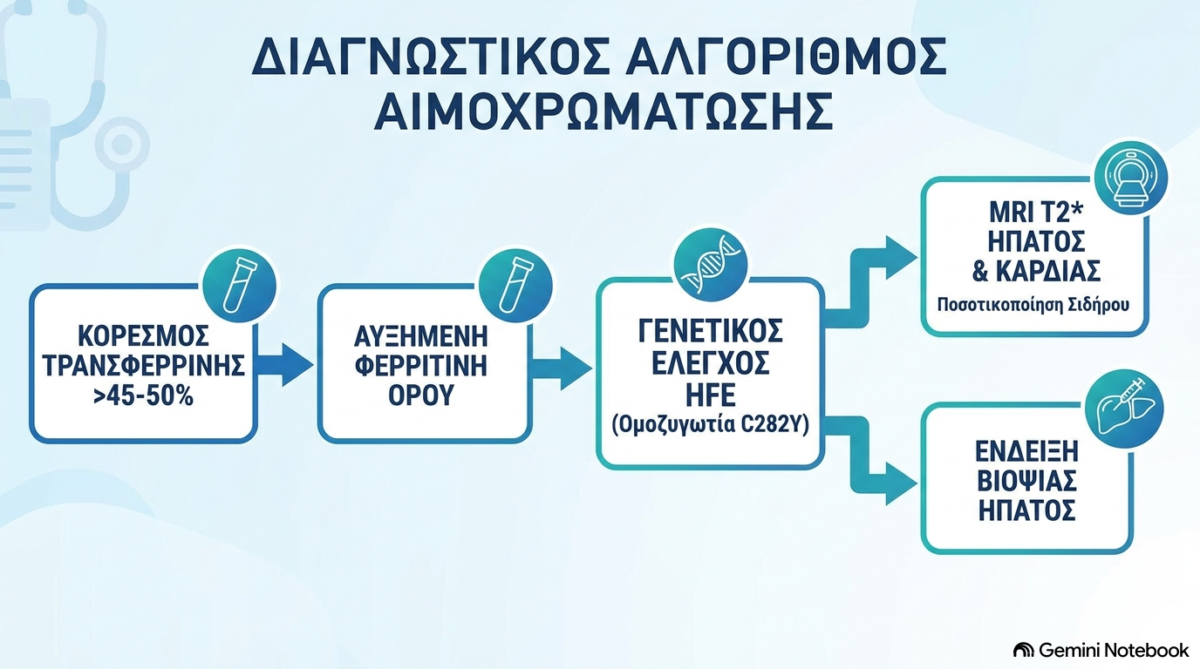 ΔΙΑΓΝΩΣΤΙΚΟΣ ΑΛΓΟΡΙΘΜΟΣ
ΑΙΜΟΧΡΩΜΑΤΩΣΗΣ
ΚΟΡΕΣΜΟΣ
ΤΡΑΝΣΦΕΡΡΙΝΗΣ
>45-50%
ΑΥΞΗΜΕΝΗ
ΦΕΡΡΙΤΙΝΗ
ΟΡΟΥ
ΓΕΝΕΤΙΚΟΣ
ΕΛΕΓΧΟΣ
HFE
(Ομοζυγωτία C282Y)
MRI T2*
ΗΠΑΤΟΣ
& ΚΑΡΔΙΑΣ
Ποσοτικοποίηση Σιδήρου
ΕΝΔΕΙΞΗ
ΒΙΟΨΙΑΣ
ΗΠΑΤΟΣ
Gemini Notebook